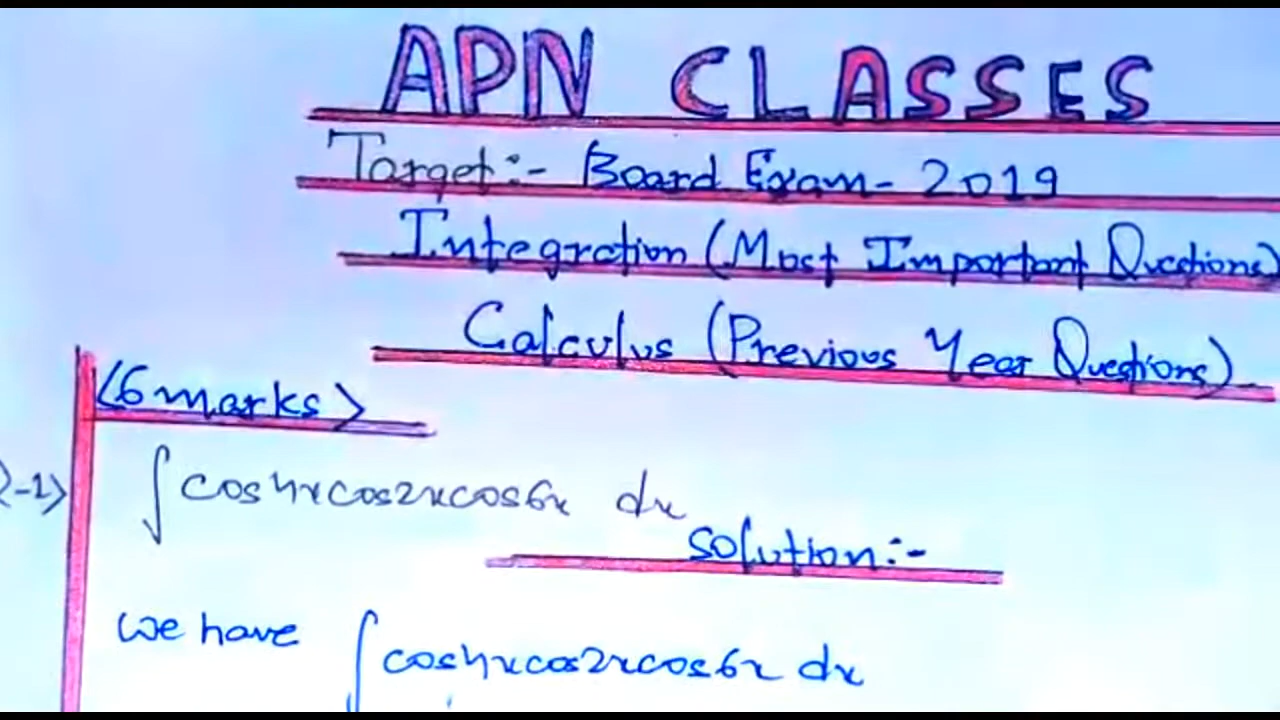 APN CLASSES
Target:- Board Exam- 2019
Integration (Most Important Questions)
Calculus (Previous Year Questions)
(6 marks)
-1) ∫cos4xcos2xcos6x dx
Solution:-
we have ∫cos4xcos2xcos6x dx